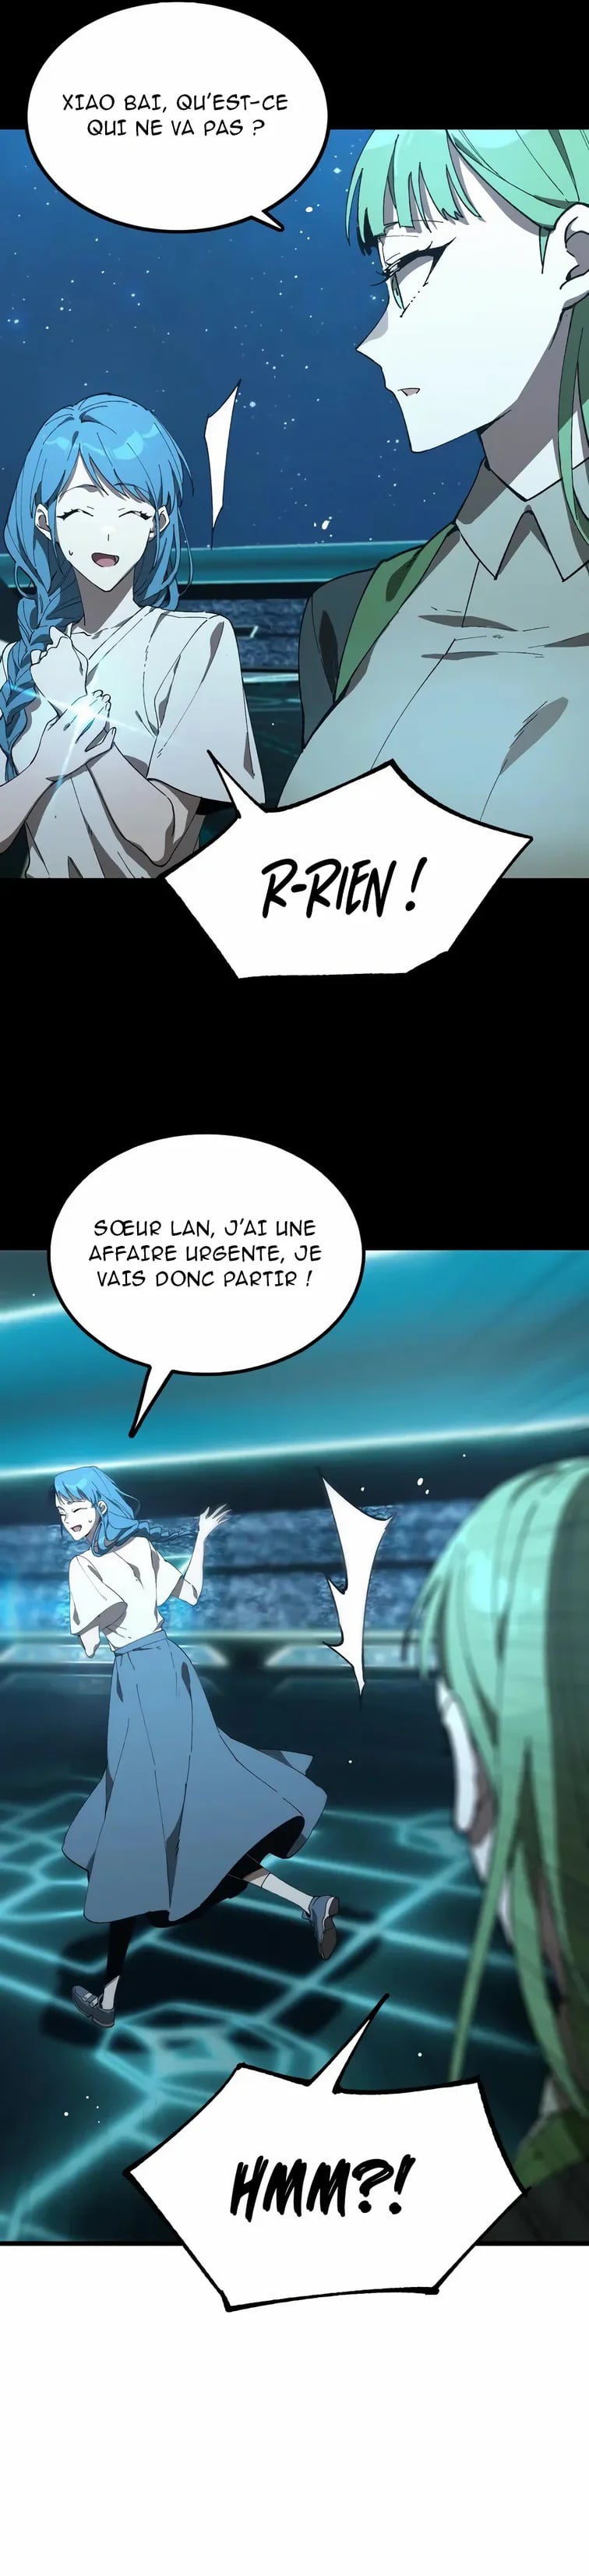 XIAO BAI, QU'EST-CE
QUI NE VA PAS ?
R-RIEN !
SŒUR LAN, J'AI UNE
AFFAIRE URGENTE, JE
VAIS DONC PARTIR !
HMM?!